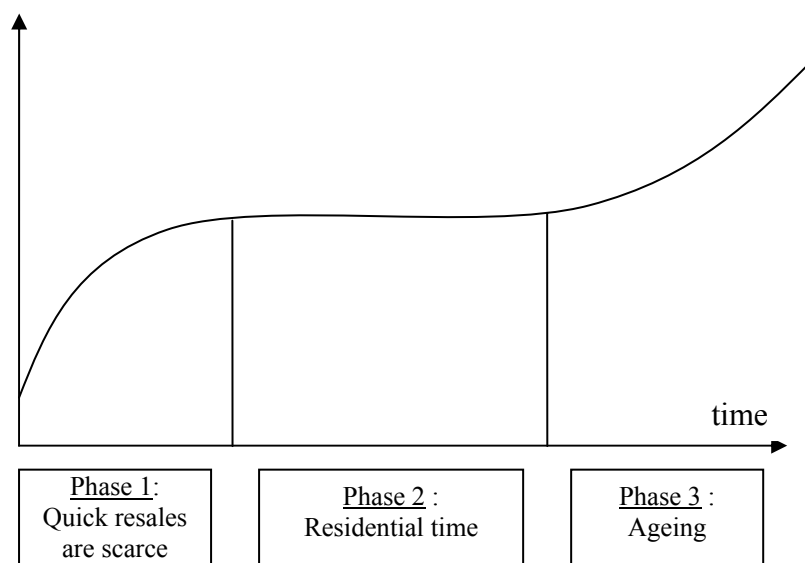 time
Phase 1:
Quick resales
are scarce
Phase 2 :
Residential time
Phase 3 :
Ageing